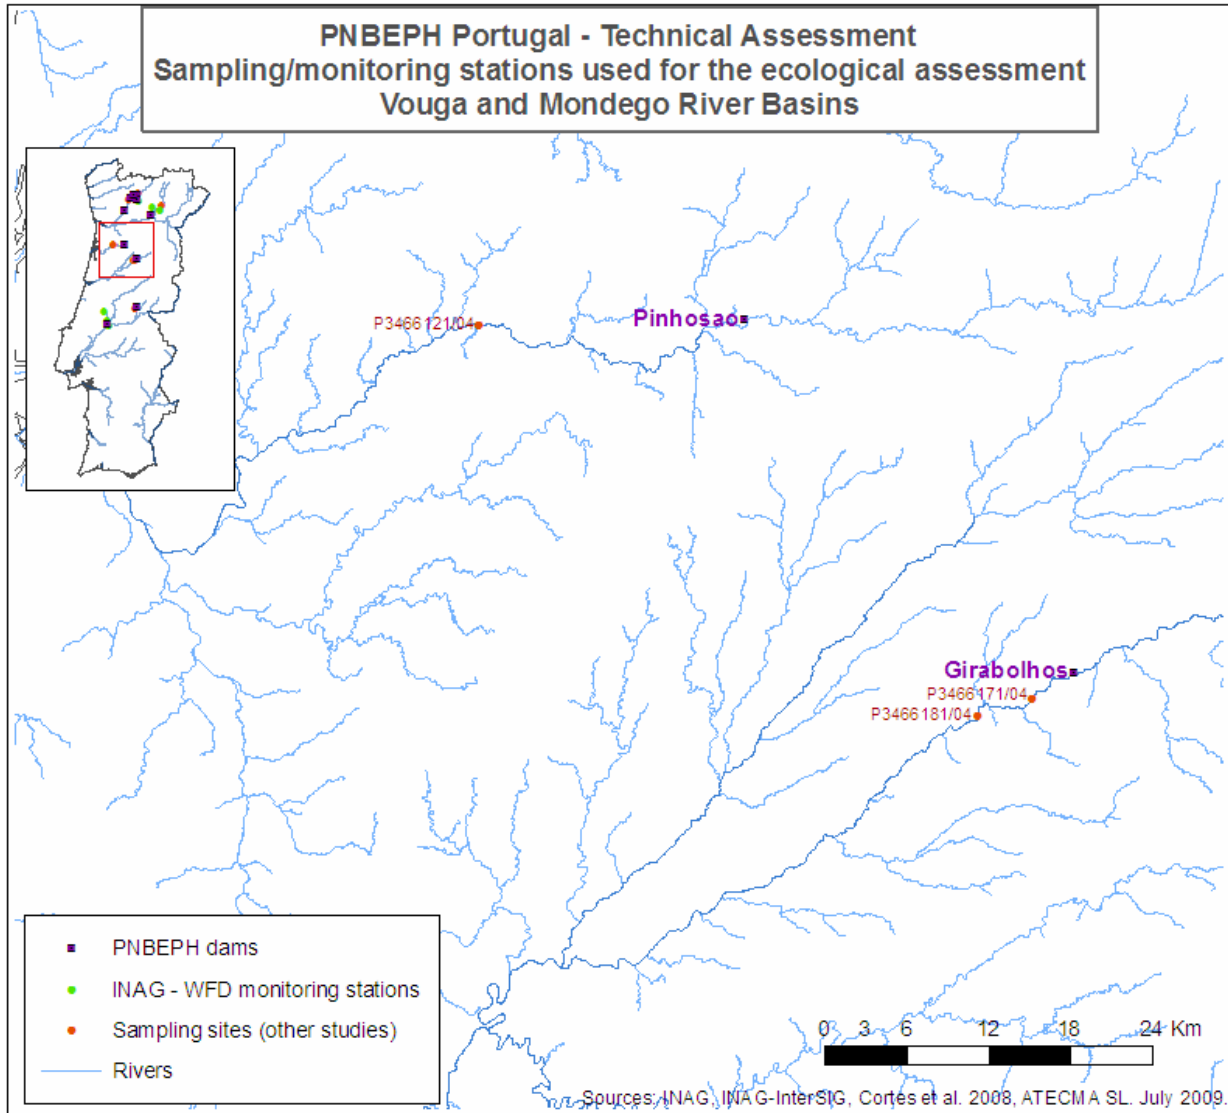 PNBEPH Portugal - Technical Assessment
Sampling/monitoring stations used for the ecological assessment
Vouga and Mondego River Basins
P3466121/04
Pinhosao
Girabolhos
P3466171/04
P3466181/04
PNBEPH dams
INAG - WFD monitoring stations
Sampling sites (other studies)
Rivers
0 3 6 12 18 24 Km
Sources: INAG, INAG-InterSIG, Cortes et al. 2008, ATECMA SL. July 2009.